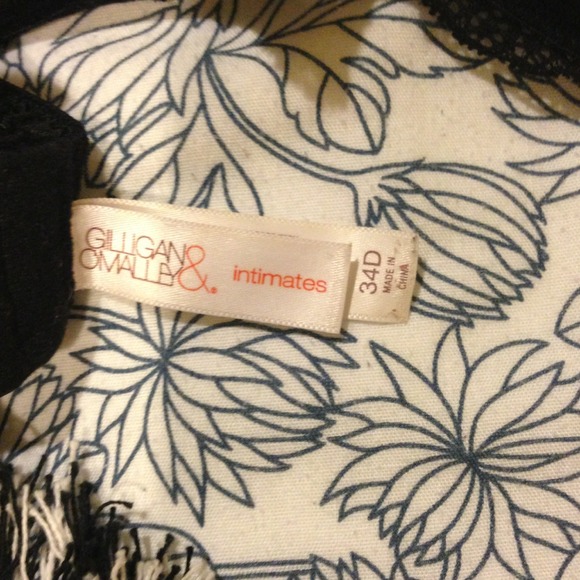 GILLIGAN &
O'MALLEY ®
intimates
34D
MADE IN
CHINA